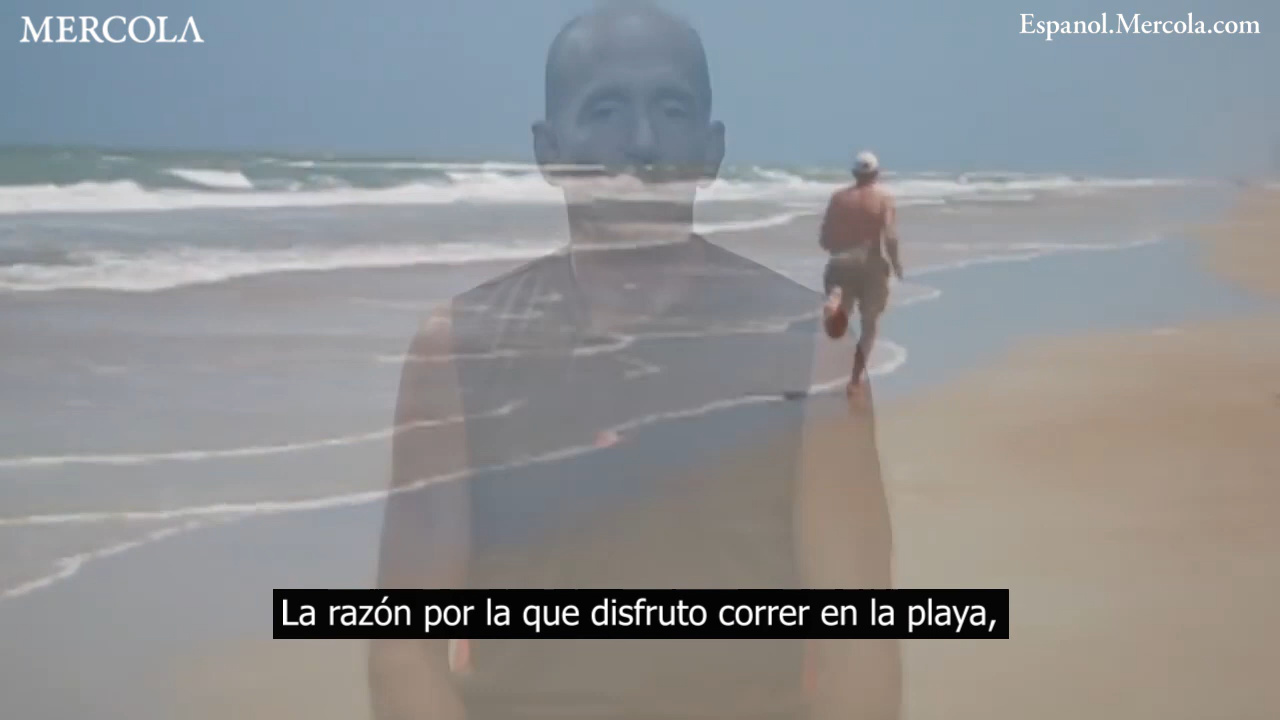 MERCOLA
Espanol.Mercola.com
La razón por la que disfruto correr en la playa,